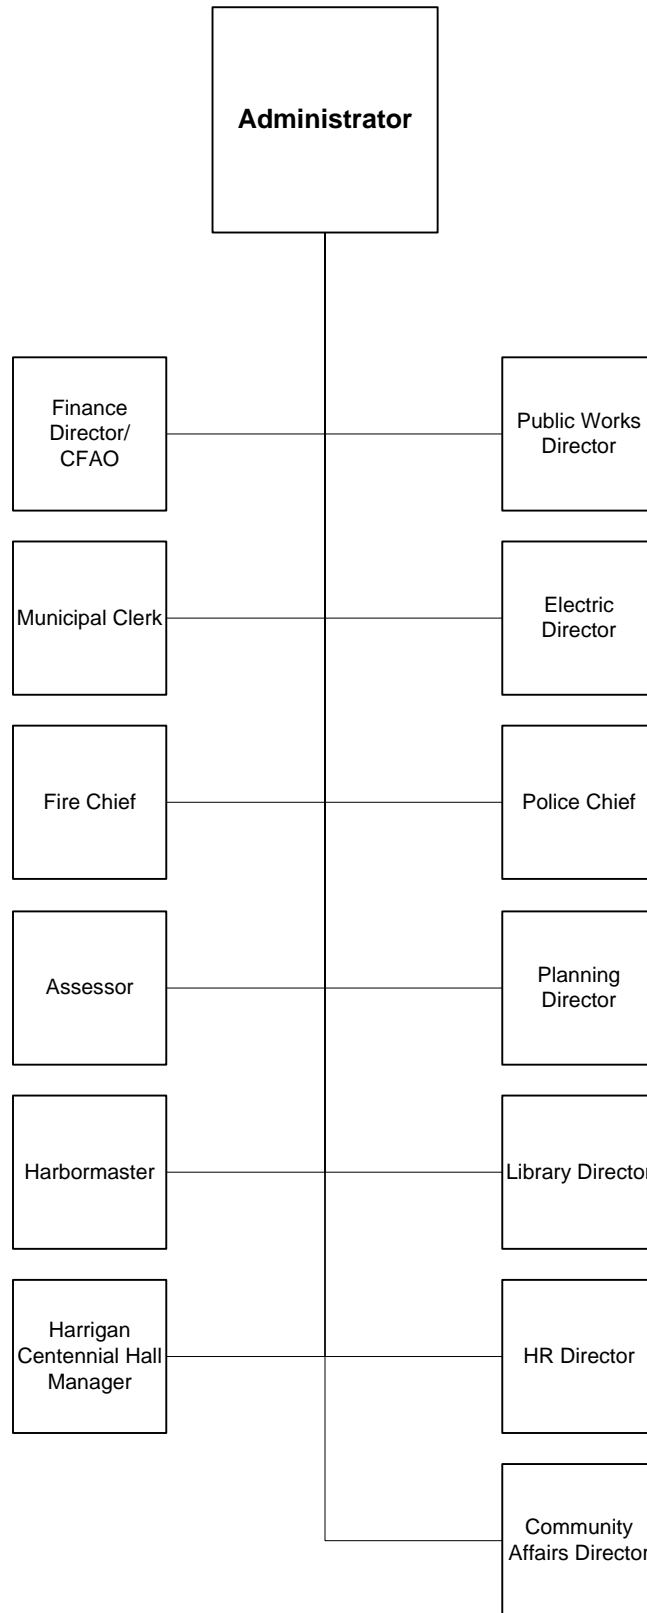 Administrator
Finance
Director/
CFAO
Public Works
Director
Municipal Clerk
Electric
Director
Fire Chief
Police Chief
Assessor
Planning
Director
Harbormaster
Library Director
Harrigan
Centennial Hall
Manager
HR Director
Community
Affairs Director